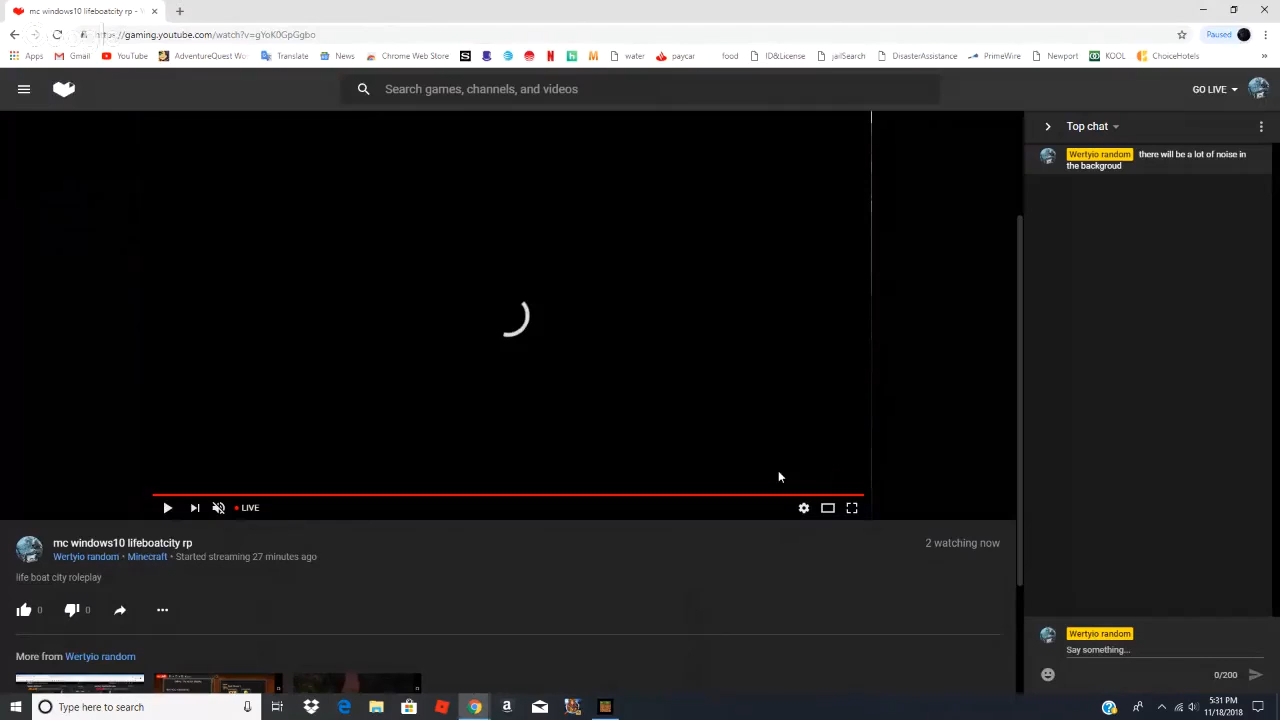 mc windows10 lifeboatcity rp -
https://gaming.youtube.com/watch?v=gYoK0GpGgbo
Paused
Apps Gmail YouTube AdventureQuest Wo Translate News Chrome Web Store water paycar food ID&License jailSearch DisasterAssistance PrimeWire Newport KOOL ChoiceHotels
Search games, channels, and videos
GO LIVE
Top chat
Wertyio random there will be a lot of noise in
the backgroud
LIVE
mc windows10 lifeboatcity rp
2 watching now
Wertyio random • Minecraft • Started streaming 27 minutes ago
life boat city roleplay
0 0
More from Wertyio random
Wertyio random
Say something...
0/200
Type here to search
5:31 PM
11/18/2018